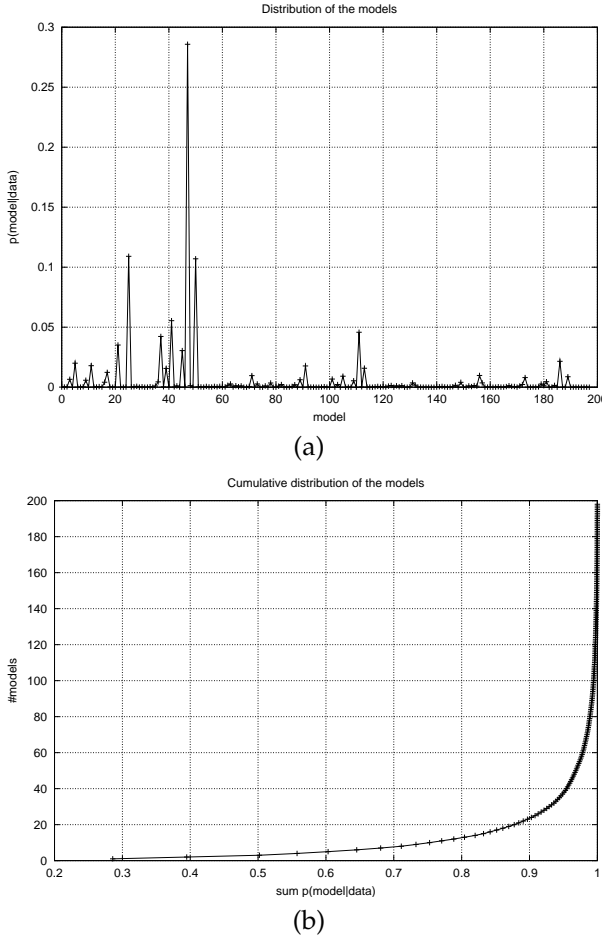 Distribution of the models
0.3
0.25
0.2
0.15
0.1
0.05
0
p(model|data)
0 20 40 60 80 100 120 140 160 180 200
model
(a)
Cumulative distribution of the models
200
180
160
140
120
100
80
60
40
20
0
#models
0.2 0.3 0.4 0.5 0.6 0.7 0.8 0.9 1
sum p(model|data)
(b)